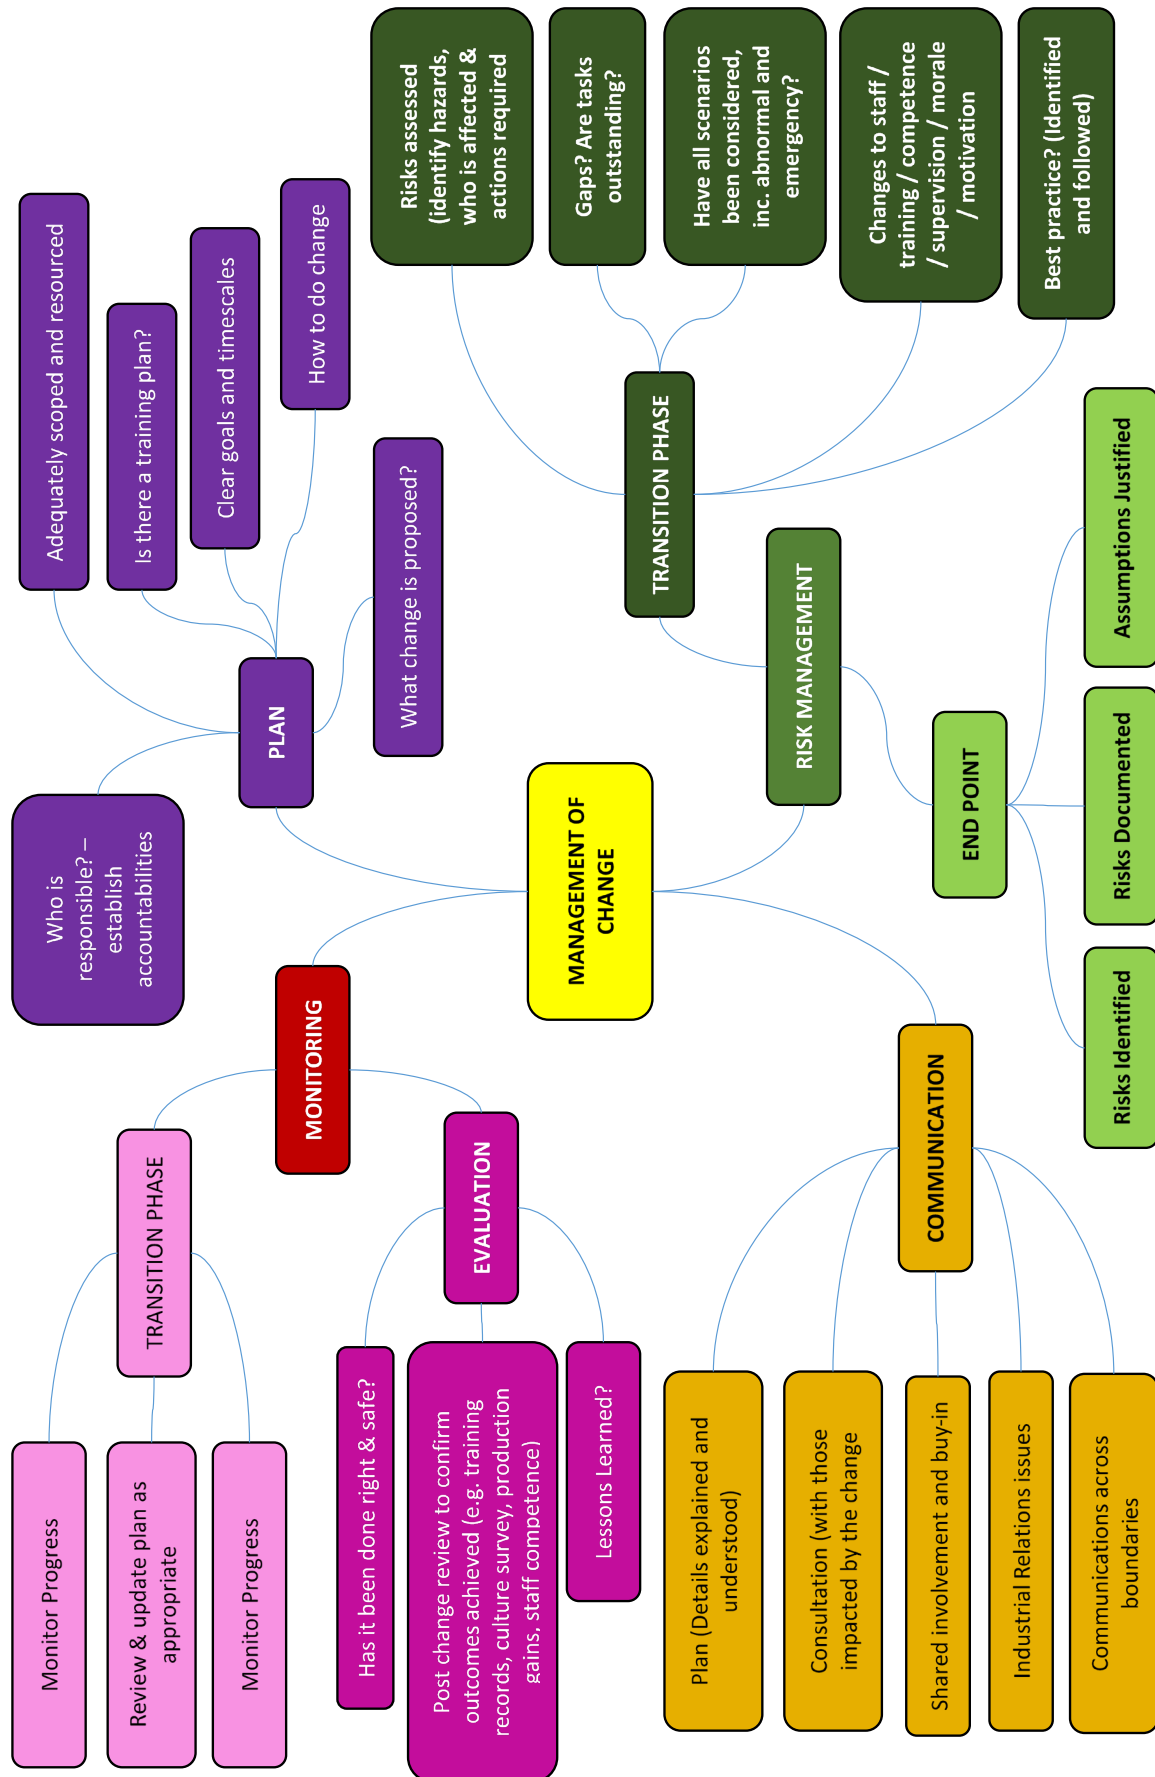 Monitor Progress
Review & update plan as
appropriate
Monitor Progress
TRANSITION PHASE
MONITORING
EVALUATION
Has it been done right & safe?
Post change review to confirm
outcomes achieved (e.g. training
records, culture survey, production
gains, staff competence)
Lessons Learned?
Who is
responsible? –
establish
accountabilities
PLAN
Adequately scoped and resourced
Is there a training plan?
Clear goals and timescales
How to do change
What change is proposed?
MANAGEMENT OF
CHANGE
COMMUNICATION
Plan (Details explained and
understood)
Consultation (with those
impacted by the change
Shared involvement and buy-in
Industrial Relations issues
Communications across
boundaries
RISK MANAGEMENT
TRANSITION PHASE
Risks assessed
(identify hazards,
who is affected &
actions required
Gaps? Are tasks
outstanding?
Have all scenarios
been considered,
inc. abnormal and
emergency?
Changes to staff /
training / competence
/ supervision / morale
/ motivation
Best practice? (Identified
and followed)
END POINT
Risks Identified
Risks Documented
Assumptions Justified